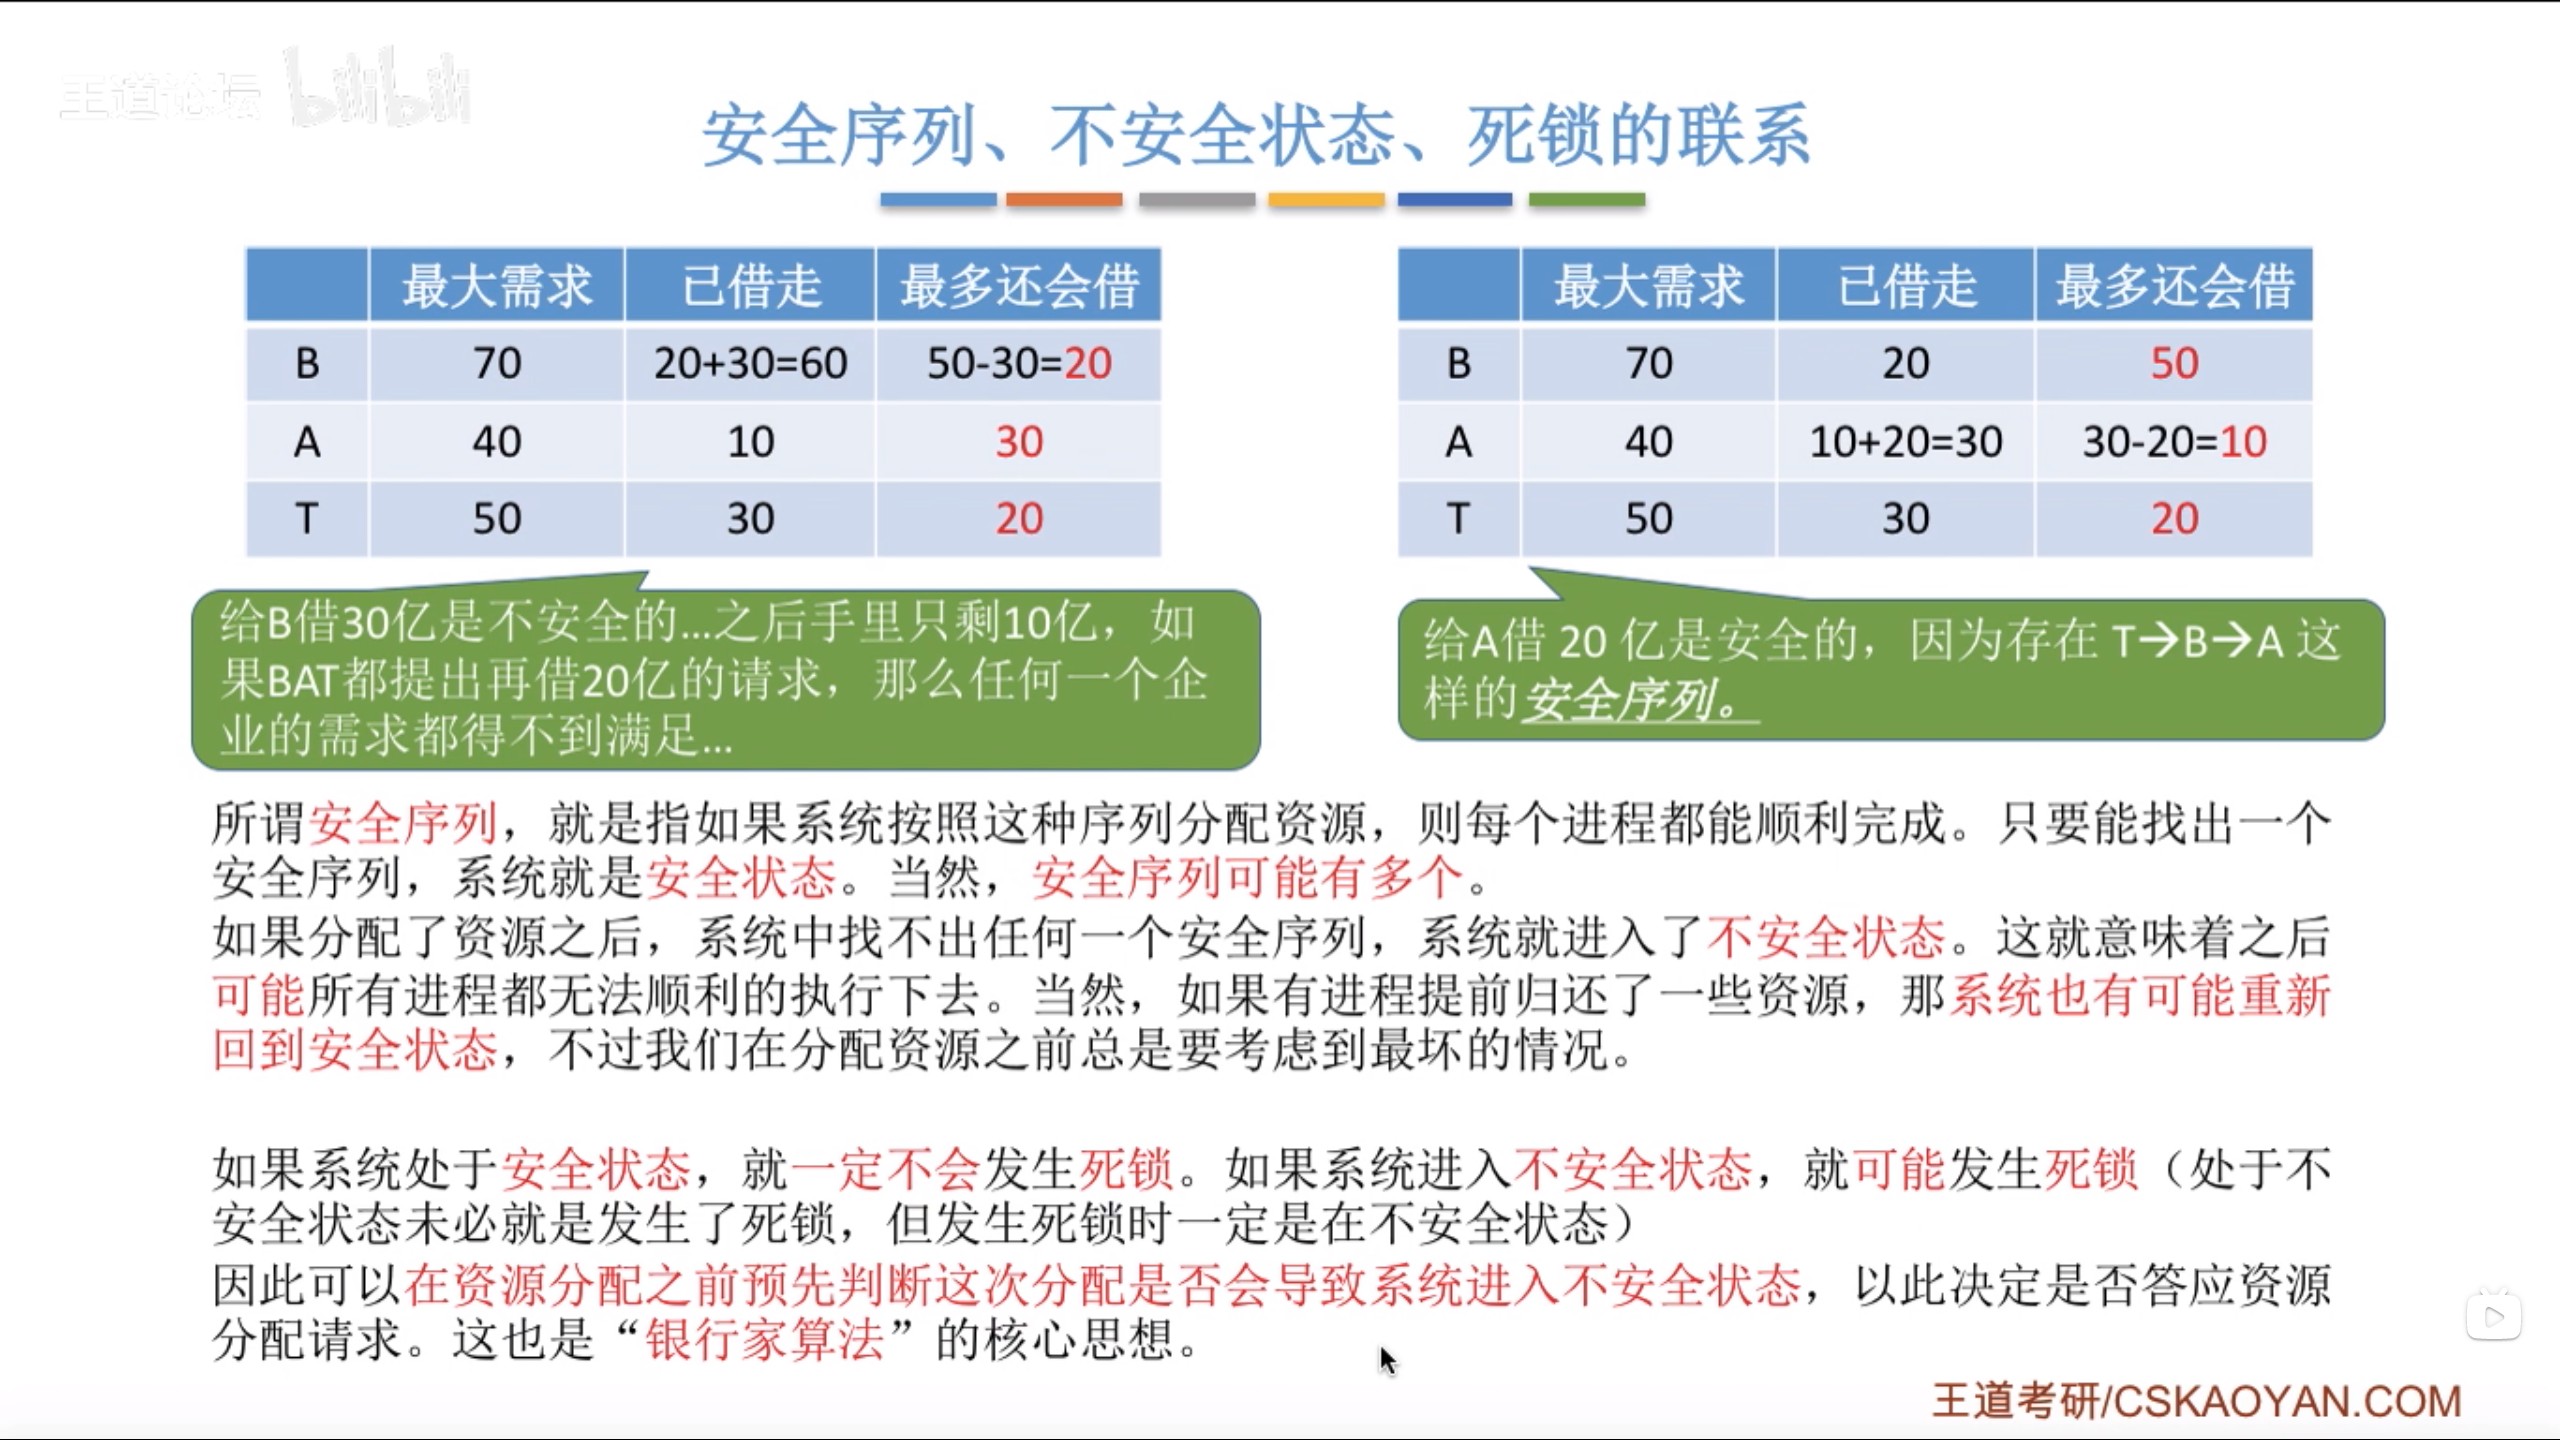 王道论坛 bilibili
安全序列、不安全状态、死锁的联系
最大需求 已借走 最多还会借
B 70 20+30=60 50-30=20
A 40 10 30
T 50 30 20
给B借30亿是不安全的...之后手里只剩10亿，如
果BAT都提出再借20亿的请求，那么任何一个企
业的需求都得不到满足...
最大需求 已借走 最多还会借
B 70 20 50
A 40 10+20=30 30-20=10
T 50 30 20
给A借 20 亿是安全的，因为存在 T→B→A 这
样的安全序列。
所谓安全序列，就是指如果系统按照这种序列分配资源，则每个进程都能顺利完成。只要能找出一个
安全序列，系统就是安全状态。当然，安全序列可能有多个。
如果分配了资源之后，系统中找不出任何一个安全序列，系统就进入了不安全状态。这就意味着之后
可能所有进程都无法顺利的执行下去。当然，如果有进程提前归还了一些资源，那系统也有可能重新
回到安全状态，不过我们在分配资源之前总是要考虑到最坏的情况。
如果系统处于安全状态，就一定不会发生死锁。如果系统进入不安全状态，就可能发生死锁（处于不
安全状态未必就是发生了死锁，但发生死锁时一定是在不安全状态）
因此可以在资源分配之前预先判断这次分配是否会导致系统进入不安全状态，以此决定是否答应资源
分配请求。这也是“银行家算法”的核心思想。
王道考研/CSKAOYAN.COM